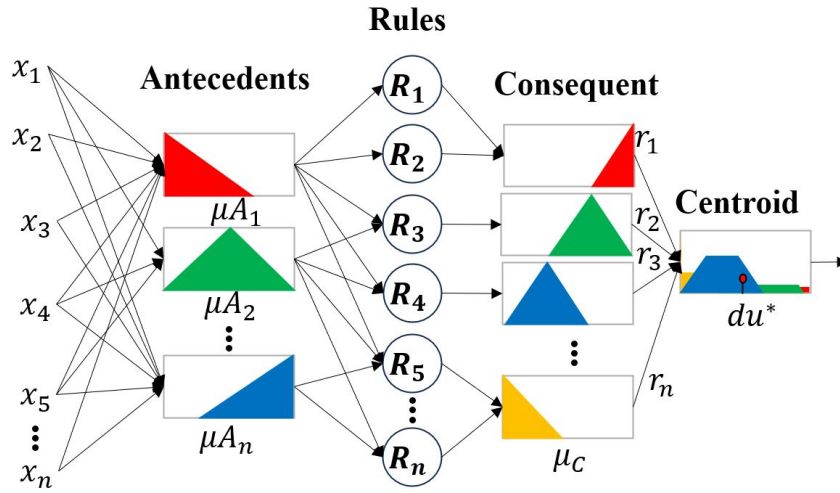 Rules
Antecedents
Consequent
Centroid
x₁
x₂
x₃
x₄
x₅
xₙ
μA₁
μA₂
μAₙ
R₁
R₂
R₃
R₄
R₅
Rₙ
r₁
r₂
r₃
rₙ
μ_C
du*